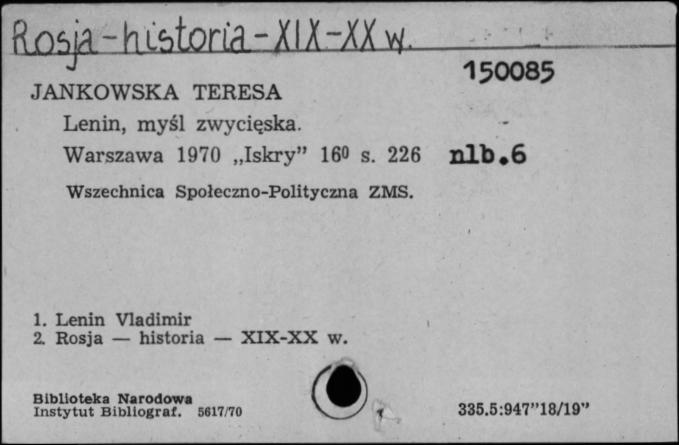 Rosja - historia - XIX-XX w.
150085
JANKOWSKA TERESA
Lenin, myśl zwycięska.
Warszawa 1970 „Iskry” 16⁰ s. 226 nlb.6
Wszechnica Społeczno-Polityczna ZMS.
1. Lenin Vladimir
2. Rosja — historia — XIX-XX w.
Biblioteka Narodowa
Instytut Bibliograf. 5617/70
335.5:947”18/19”